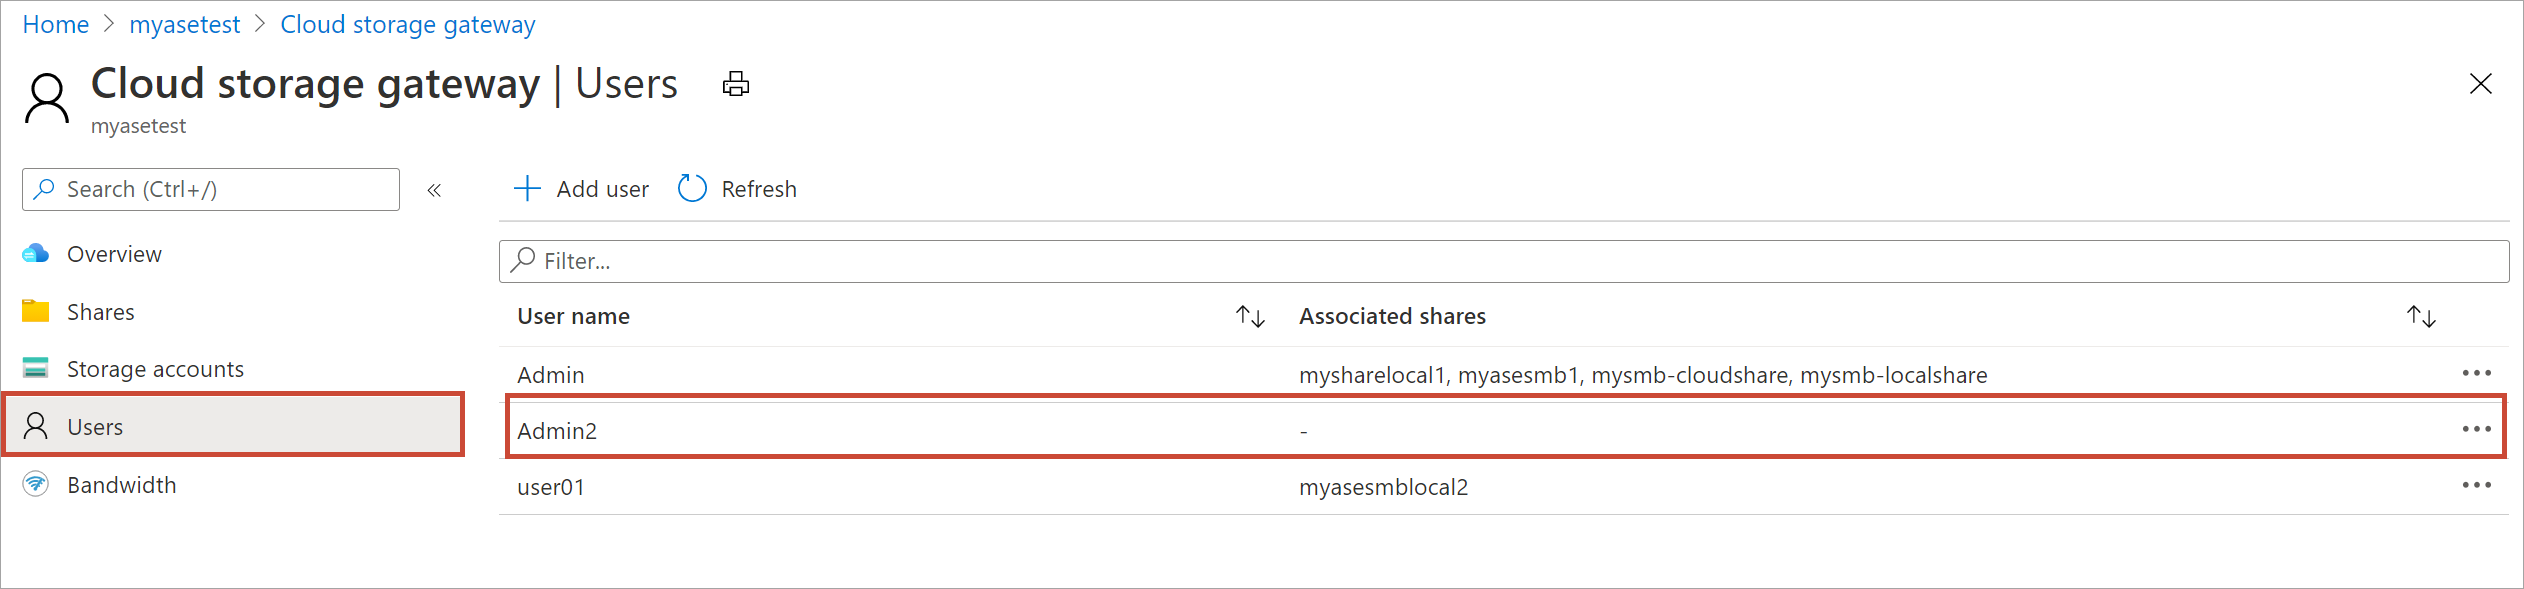 Home > myasetest > Cloud storage gateway
Cloud storage gateway | Users
myasetest
Search (Ctrl+/)
«
Add user
Refresh
Overview
Shares
Storage accounts
Users
Bandwidth
Filter...
User name
Associated shares
Admin
mysharelocal1, myasesmb1, mysmb-cloudshare, mysmb-localshare
Admin2
-
user01
myasesmblocal2